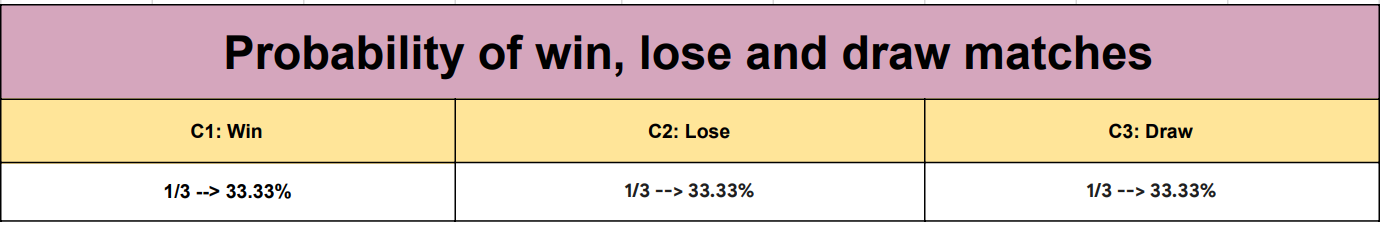 Probability of win, lose and draw matches
C1: Win
C2: Lose
C3: Draw
1/3 --> 33.33%
1/3 --> 33.33%
1/3 --> 33.33%